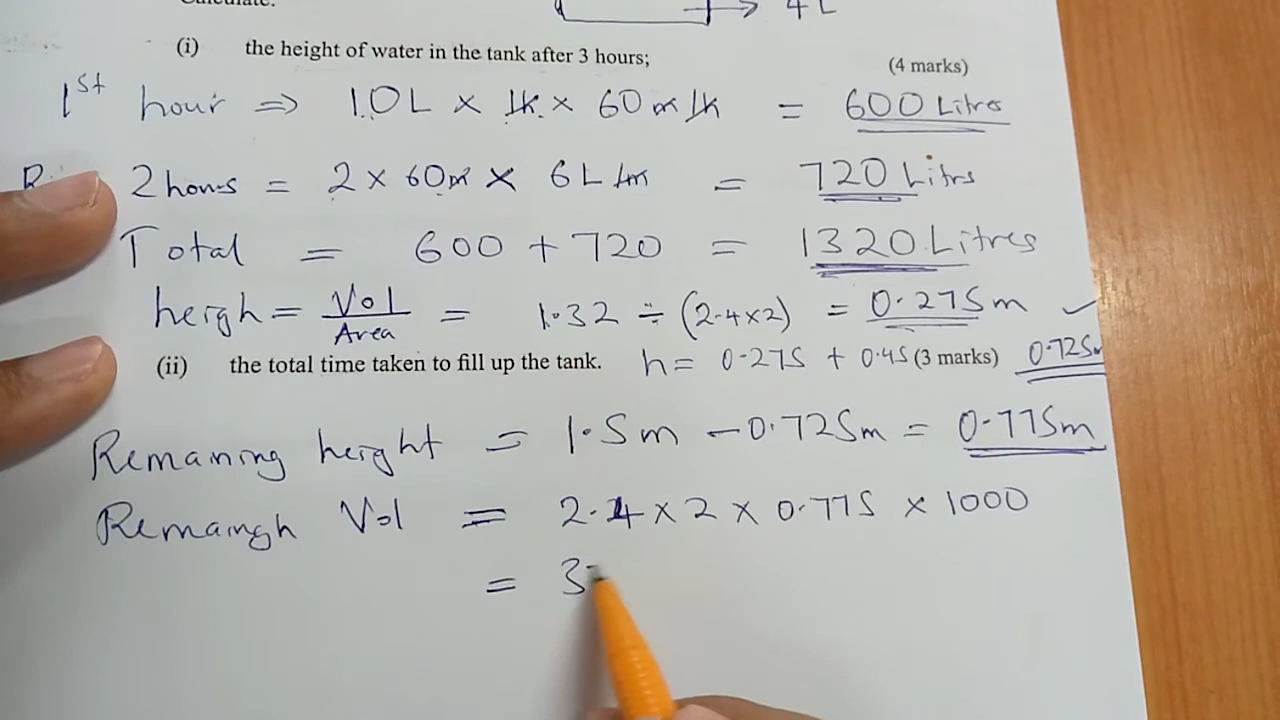 Calculate.
→ 4L
(i) the height of water in the tank after 3 hours;
(4 marks)
1st hour ⇒ 10L × 1h × 60m/h = 600 Litres
2 hours = 2 × 60m × 6L/m = 720 Litrs
Total = 600 + 720 = 1320 Litres
heigh = Vol/Area = 1.32 ÷ (2.4×2) = 0.275m ✓
(ii) the total time taken to fill up the tank. h = 0.275 + 0.45 (3 marks) 0.725m
Remaning height = 1.5m - 0.725m = 0.775m
Remaingh Vol = 2.4 × 2 × 0.775 × 1000
= 3